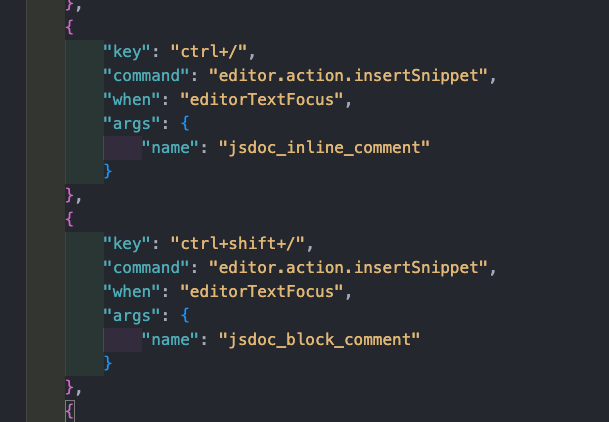 },
{
"key": "ctrl+/",
"command": "editor.action.insertSnippet",
"when": "editorTextFocus",
"args": {
"name": "jsdoc_inline_comment"
}
},
{
"key": "ctrl+shift+/",
"command": "editor.action.insertSnippet",
"when": "editorTextFocus",
"args": {
"name": "jsdoc_block_comment"
}
},
{